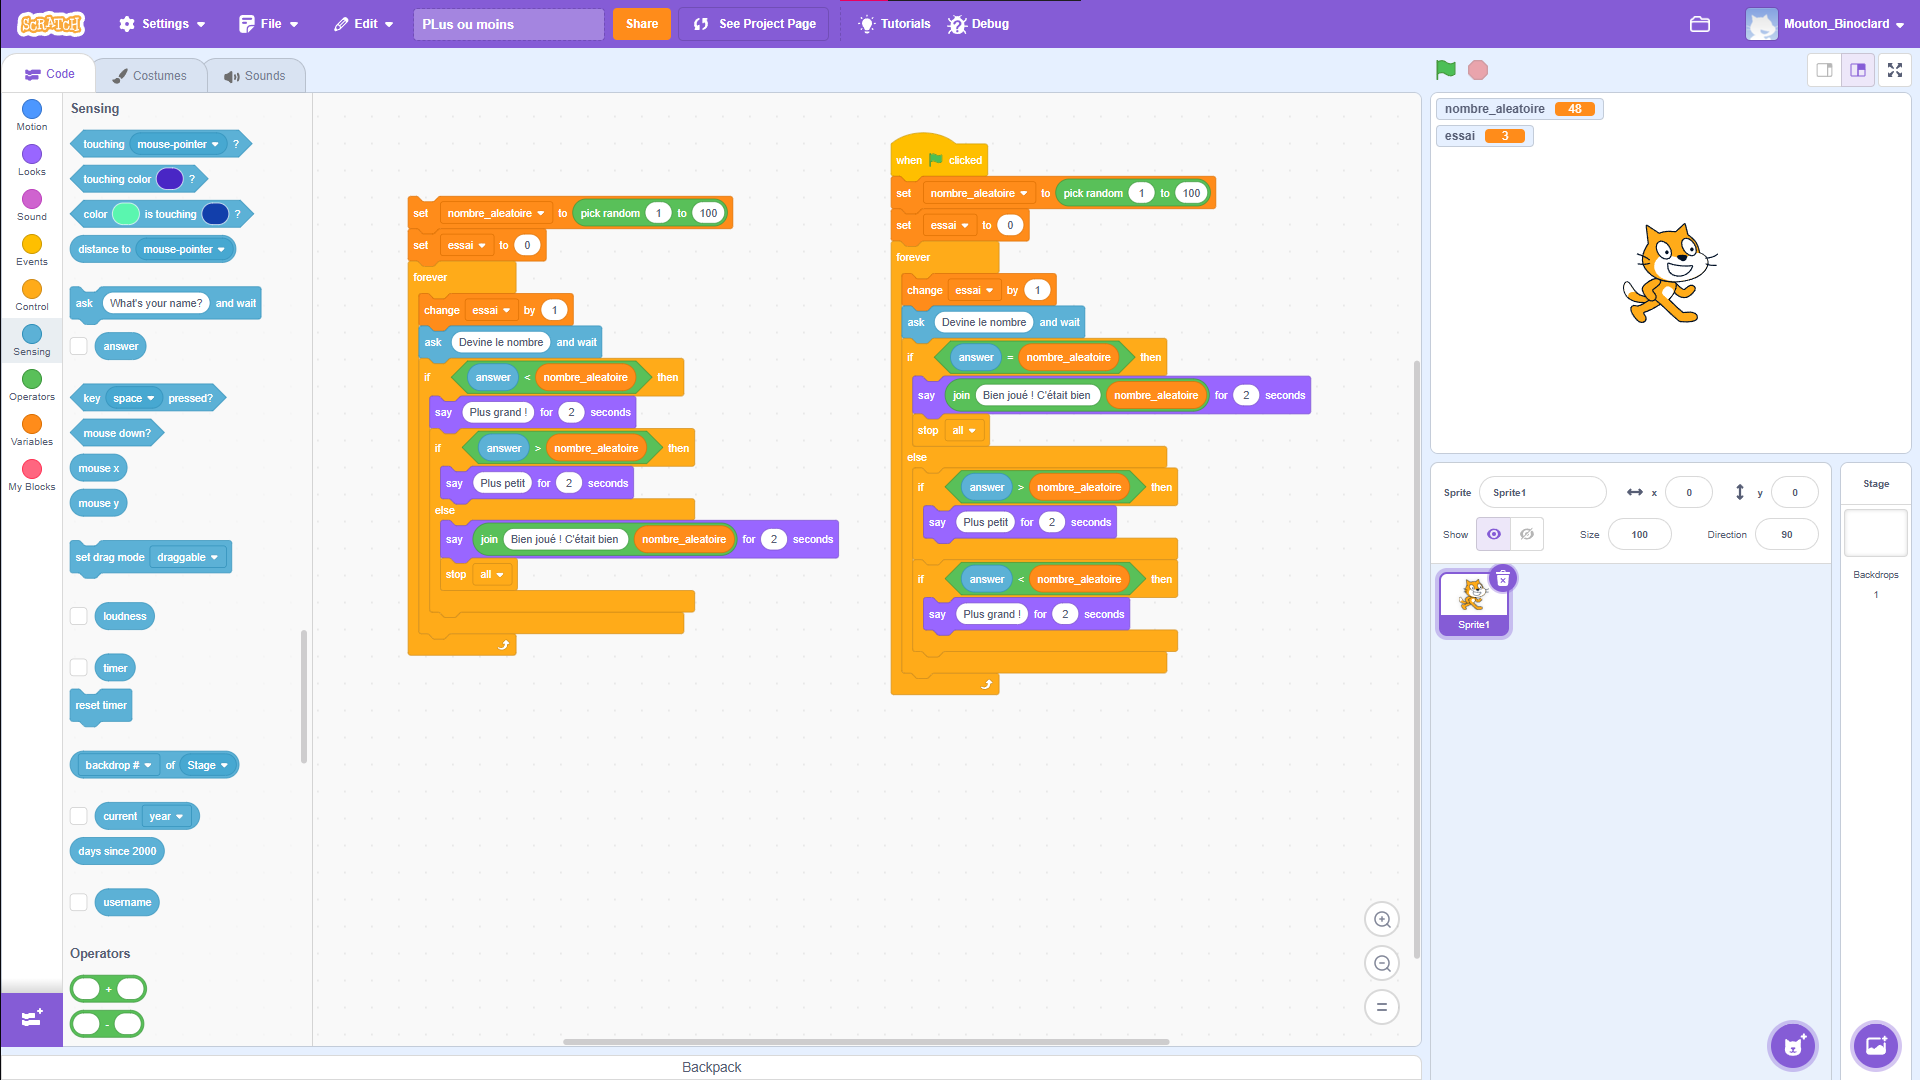 SCRATCH
Settings
File
Edit
PLus ou moins
Share
See Project Page
Tutorials
Debug
Mouton_Binoclard
Code
Costumes
Sounds
Motion
Looks
Sound
Events
Control
Sensing
Operators
Variables
My Blocks
Sensing
touching mouse-pointer ?
touching color ?
color is touching ?
distance to mouse-pointer
ask What's your name? and wait
answer
key space pressed?
mouse down?
mouse x
mouse y
set drag mode draggable
loudness
timer
reset timer
backdrop # of Stage
current year
days since 2000
username
Operators
+
-
set nombre_aleatoire to pick random 1 to 100
set essai to 0
forever
change essai by 1
ask Devine le nombre and wait
if answer < nombre_aleatoire then
say Plus grand ! for 2 seconds
if answer > nombre_aleatoire then
say Plus petit for 2 seconds
else
say join Bien joué ! C'était bien nombre_aleatoire for 2 seconds
stop all
when clicked
set nombre_aleatoire to pick random 1 to 100
set essai to 0
forever
change essai by 1
ask Devine le nombre and wait
if answer = nombre_aleatoire then
say join Bien joué ! C'était bien nombre_aleatoire for 2 seconds
stop all
else
if answer > nombre_aleatoire then
say Plus petit for 2 seconds
if answer < nombre_aleatoire then
say Plus grand ! for 2 seconds
nombre_aleatoire 48
essai 3
Sprite Sprite1 x 0 y 0
Show Size 100 Direction 90
Sprite1
Stage
Backdrops
1
Backpack